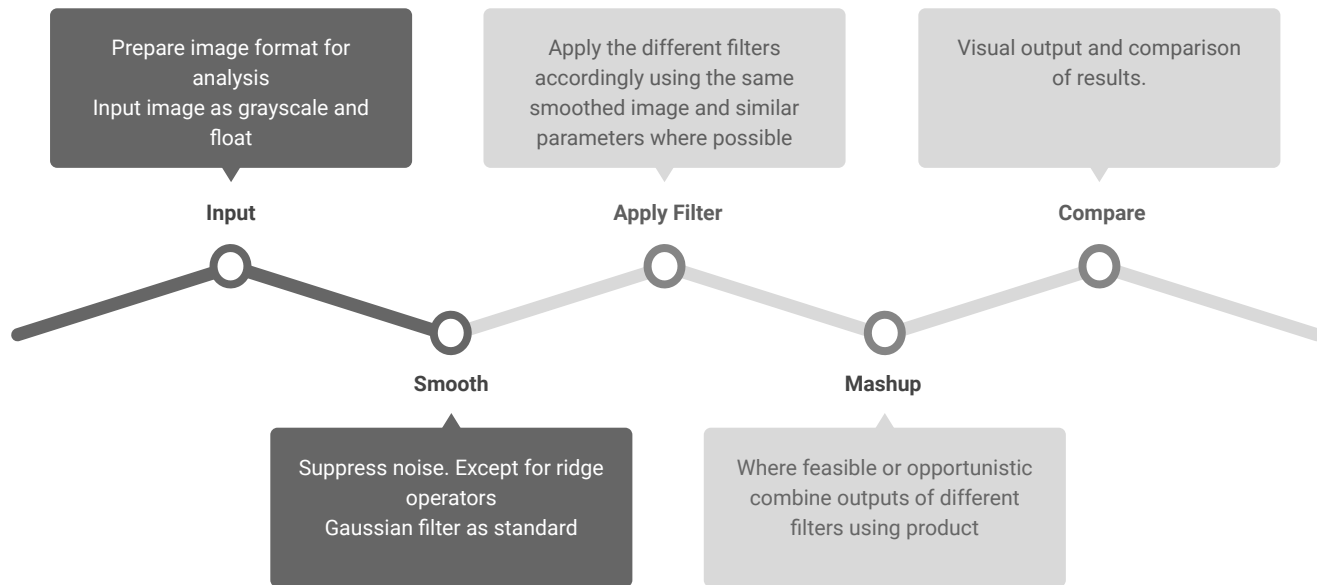 Prepare image format for
analysis
Input image as grayscale and
float
Input
Suppress noise. Except for ridge
operators
Gaussian filter as standard
Smooth
Apply the different filters
accordingly using the same
smoothed image and similar
parameters where possible
Apply Filter
Where feasible or opportunistic
combine outputs of different
filters using product
Mashup
Visual output and comparison
of results.
Compare